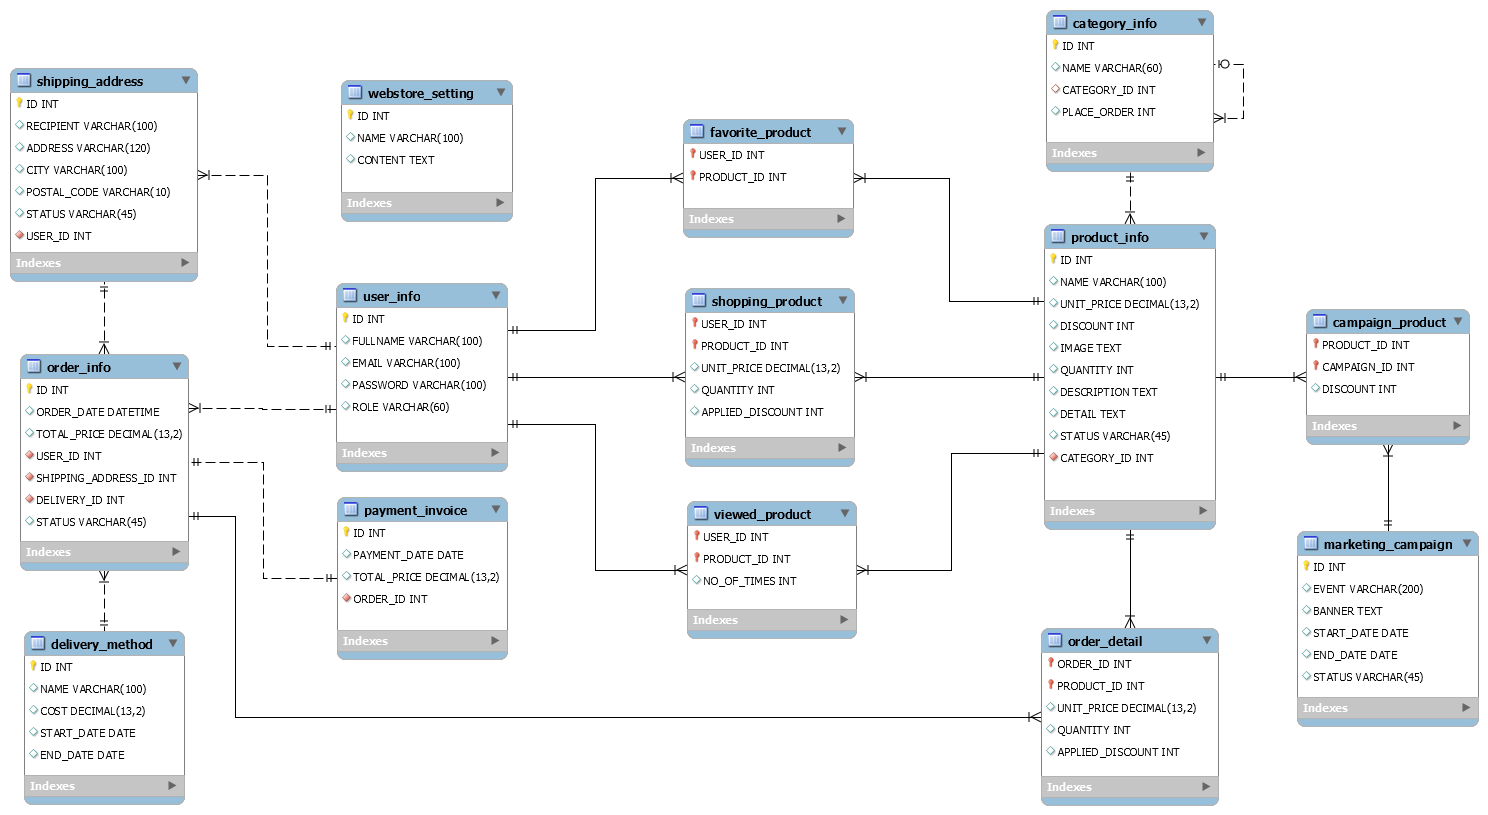 shipping_address
ID INT
RECIPIENT VARCHAR(100)
ADDRESS VARCHAR(120)
CITY VARCHAR(100)
POSTAL_CODE VARCHAR(10)
STATUS VARCHAR(45)
USER_ID INT
Indexes
order_info
ID INT
ORDER_DATE DATETIME
TOTAL_PRICE DECIMAL(13,2)
USER_ID INT
SHIPPING_ADDRESS_ID INT
DELIVERY_ID INT
STATUS VARCHAR(45)
Indexes
delivery_method
ID INT
NAME VARCHAR(100)
COST DECIMAL(13,2)
START_DATE DATE
END_DATE DATE
Indexes
webstore_setting
ID INT
NAME VARCHAR(100)
CONTENT TEXT
Indexes
user_info
ID INT
FULLNAME VARCHAR(100)
EMAIL VARCHAR(100)
PASSWORD VARCHAR(100)
ROLE VARCHAR(60)
Indexes
payment_invoice
ID INT
PAYMENT_DATE DATE
TOTAL_PRICE DECIMAL(13,2)
ORDER_ID INT
Indexes
favorite_product
USER_ID INT
PRODUCT_ID INT
Indexes
shopping_product
USER_ID INT
PRODUCT_ID INT
UNIT_PRICE DECIMAL(13,2)
QUANTITY INT
APPLIED_DISCOUNT INT
Indexes
viewed_product
USER_ID INT
PRODUCT_ID INT
NO_OF_TIMES INT
Indexes
category_info
ID INT
NAME VARCHAR(60)
CATEGORY_ID INT
PLACE_ORDER INT
Indexes
product_info
ID INT
NAME VARCHAR(100)
UNIT_PRICE DECIMAL(13,2)
DISCOUNT INT
IMAGE TEXT
QUANTITY INT
DESCRIPTION TEXT
DETAIL TEXT
STATUS VARCHAR(45)
CATEGORY_ID INT
Indexes
order_detail
ORDER_ID INT
PRODUCT_ID INT
UNIT_PRICE DECIMAL(13,2)
QUANTITY INT
APPLIED_DISCOUNT INT
Indexes
campaign_product
PRODUCT_ID INT
CAMPAIGN_ID INT
DISCOUNT INT
Indexes
marketing_campaign
ID INT
EVENT VARCHAR(200)
BANNER TEXT
START_DATE DATE
END_DATE DATE
STATUS VARCHAR(45)
Indexes